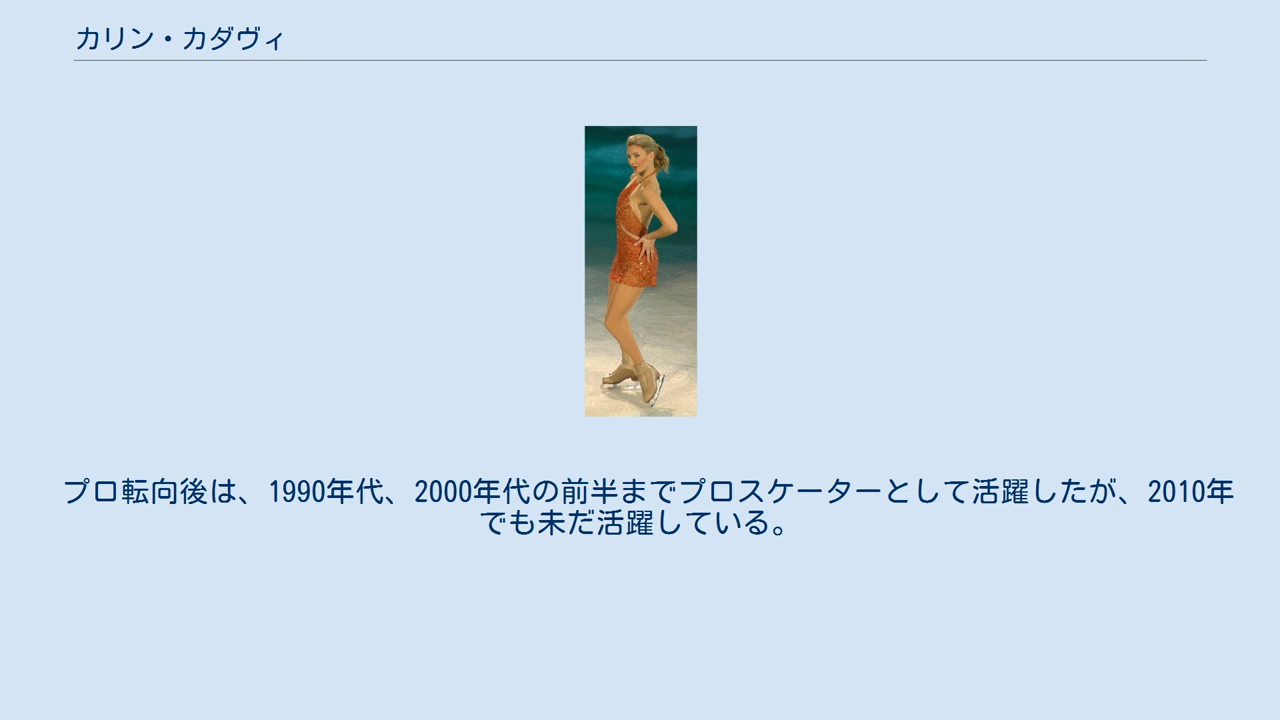 カリン・カダヴィ
プロ転向後は、1990年代、2000年代の前半までプロスケーターとして活躍したが、2010年
でも未だ活躍している。